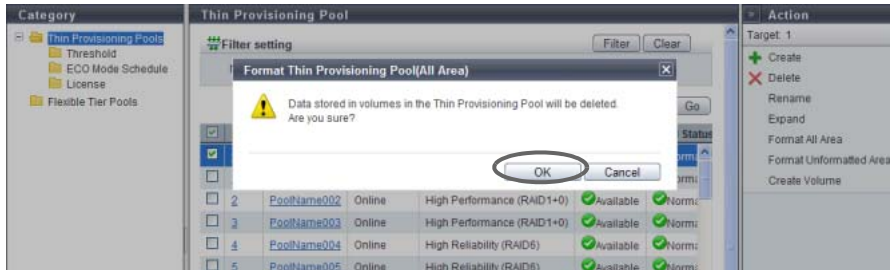 Category
Thin Provisioning Pools
Threshold
ECO Mode Schedule
License
Flexible Tier Pools
Thin Provisioning Pool
Filter setting
Filter Clear
Go
Status
Format Thin Provisioning Pool(All Area)
Data stored in volumes in the Thin Provisioning Pool will be deleted.
Are you sure?
OK Cancel
2 PoolName002 Online High Performance (RAID1+0) Available Norma
3 PoolName003 Online High Performance (RAID1+0) Available Norma
4 PoolName004 Online High Reliability (RAID6) Available Norma
5 PoolName005 Online High Reliability (RAID6) Available Norma
Action
Target: 1
Create
Delete
Rename
Expand
Format All Area
Format Unformatted Area
Create Volume